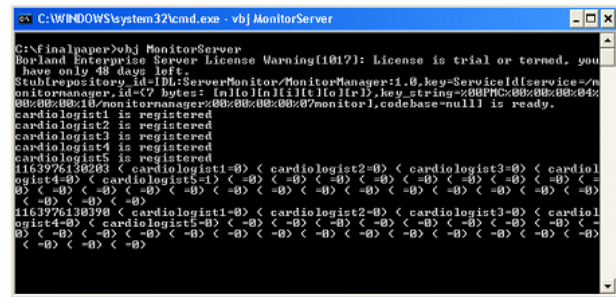 C:\WINDOWS\system32\cmd.exe - vbj MonitorServer
C:\finalpaper>vbj MonitorServer
Borland Enterprise Server License Warning[1017]: License is trial or termed, you
 have only 48 days left.
Stub[repository_id=IDL:ServerMonitor/MonitorManager:1.0,key=ServiceId[service=/m
onitormanager,id={7 bytes: [m][o][n][i][t][o][r]},key_string=%00PMC%00%00%00%04%
00%00%00%10/monitormanager%00%00%00%00%07monitor],codebase=null] is ready.
cardiologist1 is registered
cardiologist2 is registered
cardiologist3 is registered
cardiologist4 is registered
cardiologist5 is registered
1163976130203 ( cardiologist1=0) ( cardiologist2=0) ( cardiologist3=0) ( cardiol
ogist4=0) ( cardiologist5=1) ( =0) ( =0) ( =0) ( =0) ( =0) ( =0) ( =0) ( =0) ( =
0) ( =0) ( =0) ( =0) ( =0) ( =0) ( =0) ( =0) ( =0) ( =0) ( =0) ( =0) ( =0) ( =0)
 ( =0) ( =0) ( =0)
1163976130390 ( cardiologist1=0) ( cardiologist2=0) ( cardiologist3=0) ( cardiol
ogist4=0) ( cardiologist5=0) ( =0) ( =0) ( =0) ( =0) ( =0) ( =0) ( =0) ( =0) ( =
0) ( =0) ( =0) ( =0) ( =0) ( =0) ( =0) ( =0) ( =0) ( =0) ( =0) ( =0) ( =0) ( =0)
 ( =0) ( =0) ( =0)